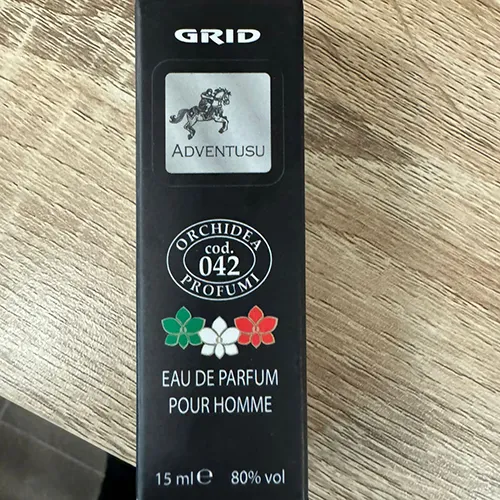 GRID
ADVENTUSU
ORCHIDEA
cod.
042
PROFUMI
EAU DE PARFUM
POUR HOMME
15 ml ℮ 80% vol